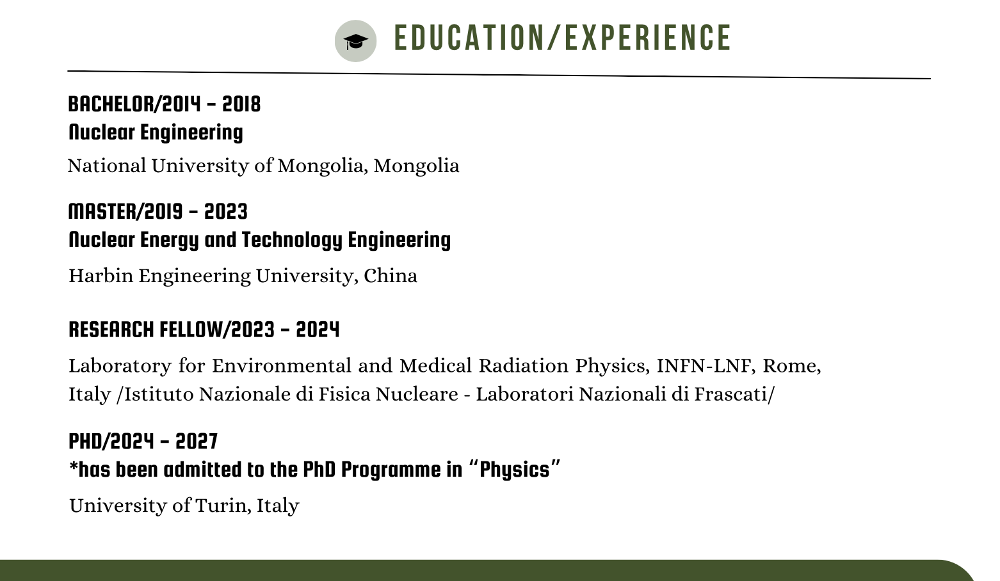 EDUCATION/EXPERIENCE
BACHELOR/2014 - 2018
Nuclear Engineering
National University of Mongolia, Mongolia
MASTER/2019 - 2023
Nuclear Energy and Technology Engineering
Harbin Engineering University, China
RESEARCH FELLOW/2023 - 2024
Laboratory for Environmental and Medical Radiation Physics, INFN-LNF, Rome,
Italy /Istituto Nazionale di Fisica Nucleare - Laboratori Nazionali di Frascati/
PHD/2024 - 2027
*has been admitted to the PhD Programme in “Physics”
University of Turin, Italy